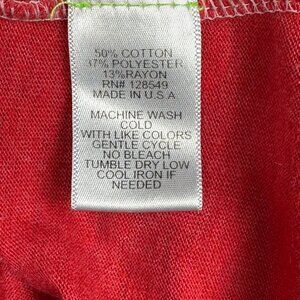 50% COTTON
37% POLYESTER
13%RAYON
RN# 128549
MADE IN U.S.A
MACHINE WASH
COLD
WITH LIKE COLORS
GENTLE CYCLE
NO BLEACH
TUMBLE DRY LOW
COOL IRON IF
NEEDED